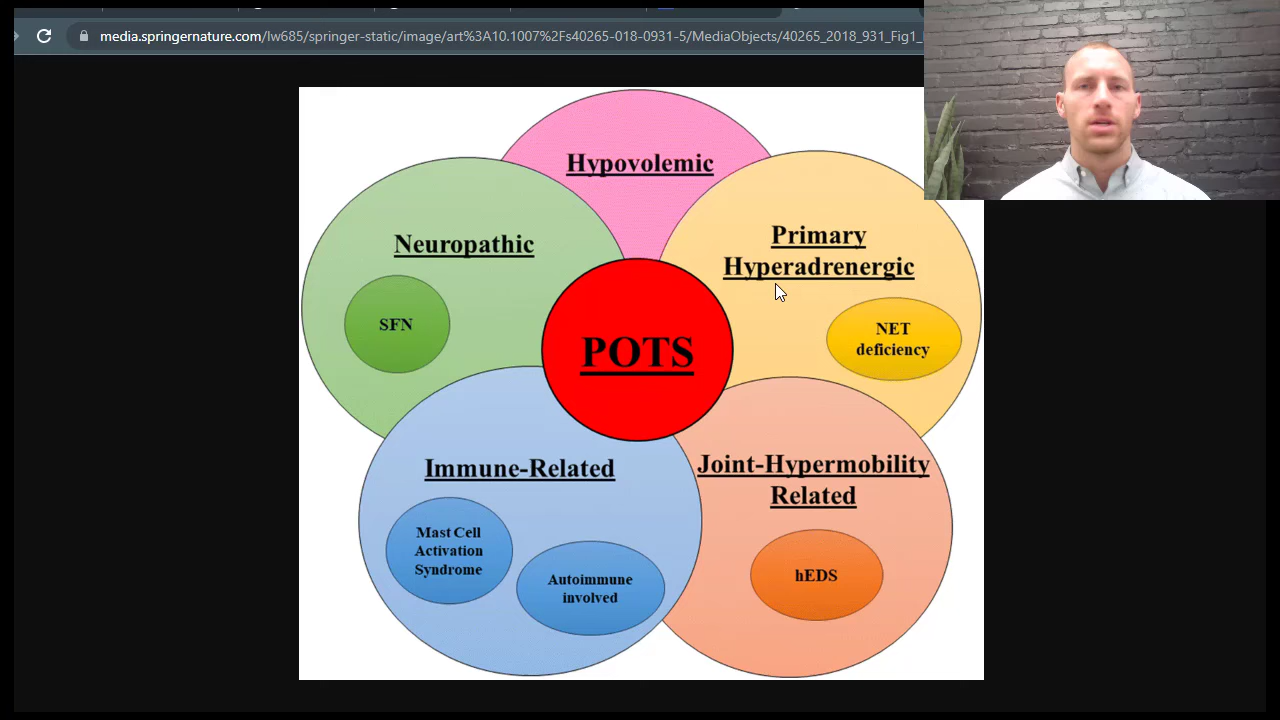 media.springernature.com/lw685/springer-static/image/art%3A10.1007%2Fs40265-018-0931-5/MediaObjects/40265_2018_931_Fig1_
Hypovolemic
Neuropathic
SFN
Primary
Hyperadrenergic
NET
deficiency
POTS
Immune-Related
Mast Cell
Activation
Syndrome
Autoimmune
involved
Joint-Hypermobility
Related
hEDS